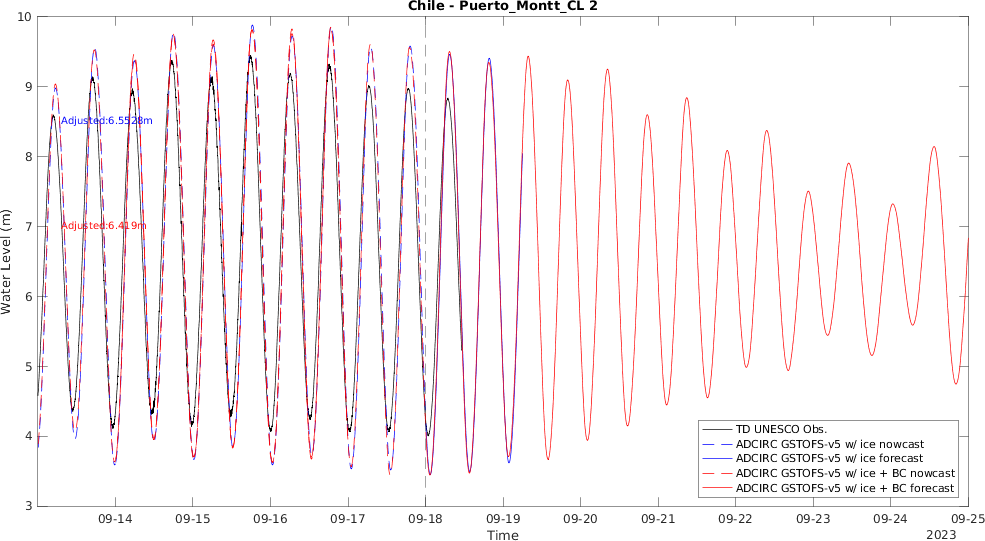 Chile - Puerto_Montt_CL 2
10
9
8
7
6
5
4
3
Water Level (m)
Adjusted:6.5528m
Adjusted:6.419m
TD UNESCO Obs.
ADCIRC GSTOFS-v5 w/ ice nowcast
ADCIRC GSTOFS-v5 w/ ice forecast
ADCIRC GSTOFS-v5 w/ ice + BC nowcast
ADCIRC GSTOFS-v5 w/ ice + BC forecast
09-14 09-15 09-16 09-17 09-18 09-19 09-20 09-21 09-22 09-23 09-24 09-25
Time
2023